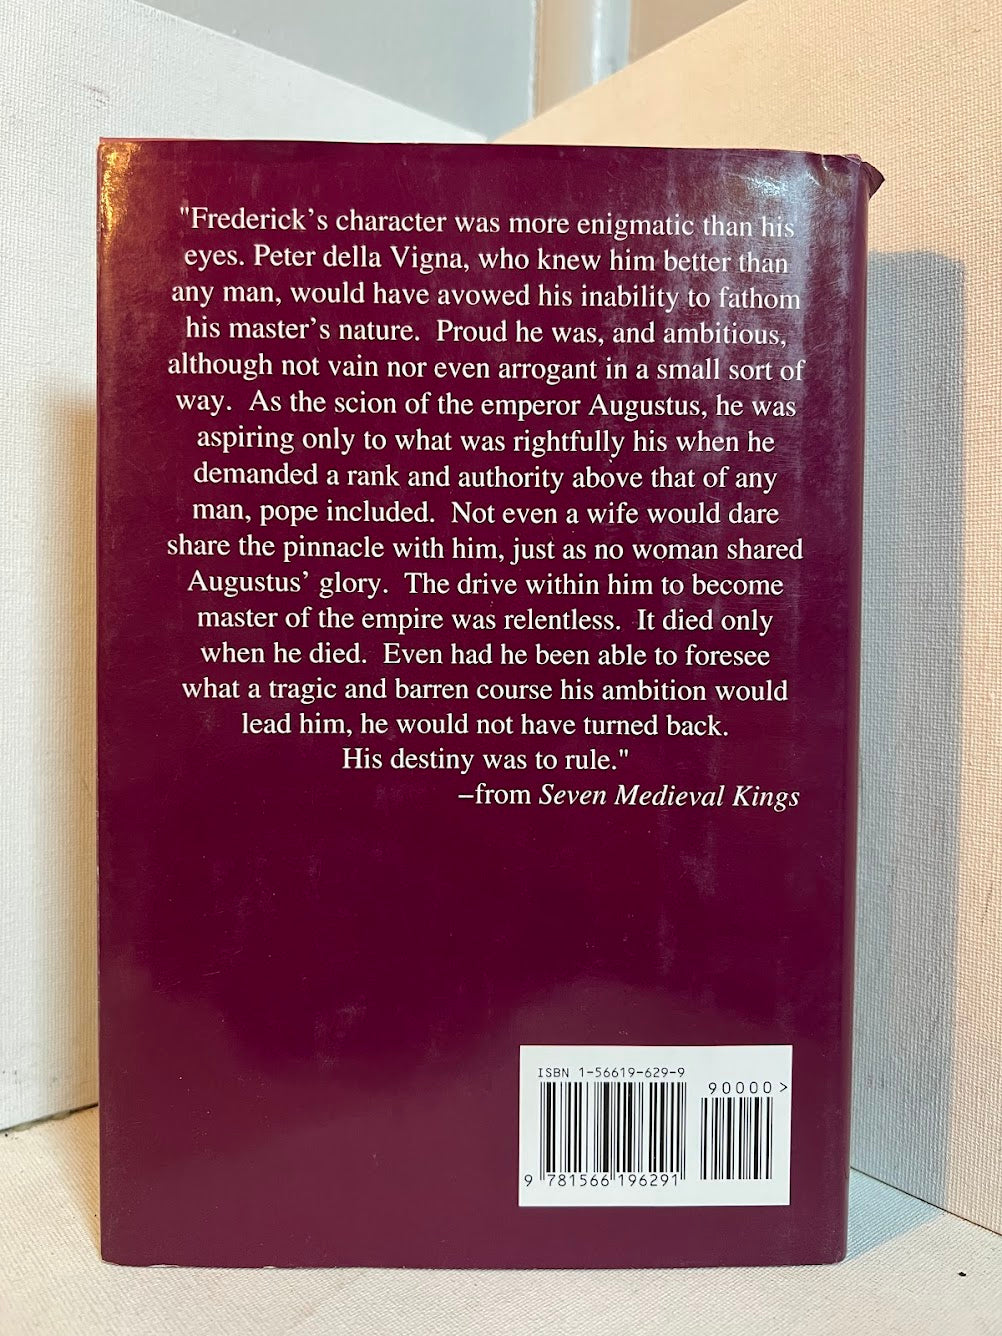 "Frederick's character was more enigmatic than his
eyes. Peter della Vigna, who knew him better than
any man, would have avowed his inability to fathom
his master's nature. Proud he was, and ambitious,
although not vain nor even arrogant in a small sort of
way. As the scion of the emperor Augustus, he was
aspiring only to what was rightfully his when he
demanded a rank and authority above that of any
man, pope included. Not even a wife would dare
share the pinnacle with him, just as no woman shared
Augustus' glory. The drive within him to become
master of the empire was relentless. It died only
when he died. Even had he been able to foresee
what a tragic and barren course his ambition would
lead him, he would not have turned back.
His destiny was to rule."
–from Seven Medieval Kings
ISBN 1-56619-629-9
90000>
9 781566 196291